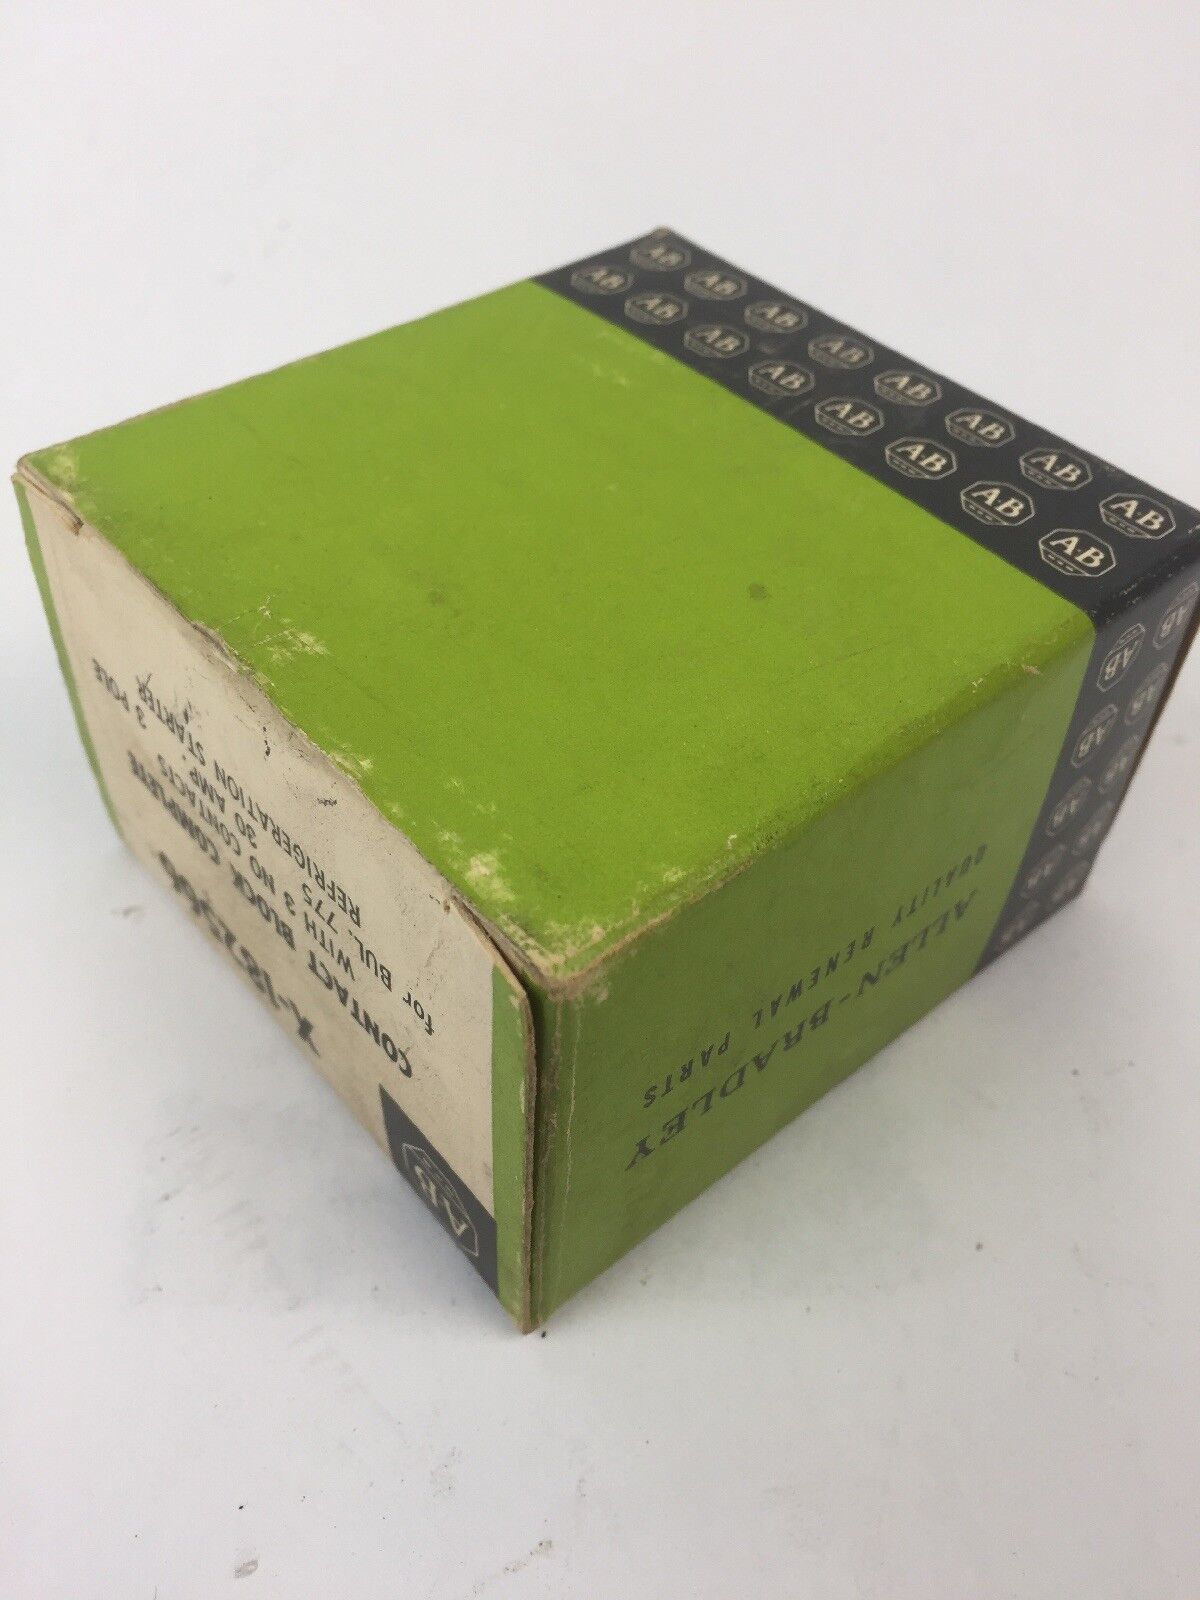 X-187256
CONTACT BLOCK COMPLETE
WITH 3 NO CONTACTS
for BUL. 775 30 AMP. 3 POLE
REFRIGERATION STARTER
AB
ALLEN-BRADLEY
QUALITY RENEWAL PARTS
AB AB AB AB AB AB AB AB
AB AB AB AB AB AB AB AB